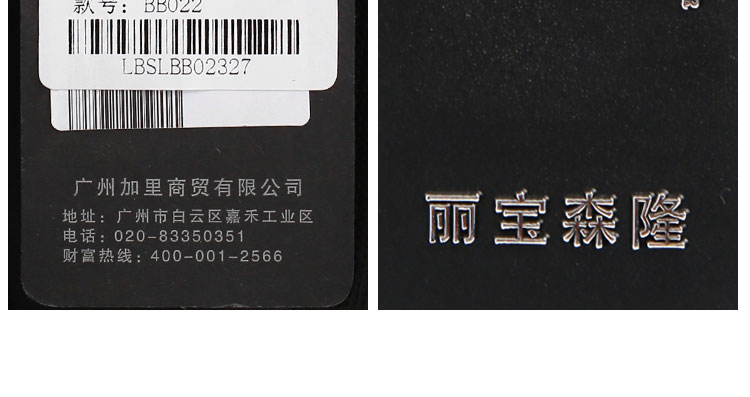 款号: BB022
LBSLBB02327
广州加里商贸有限公司
地址: 广州市白云区嘉禾工业区
电话: 020-83350351
财富热线: 400-001-2566
丽宝森隆